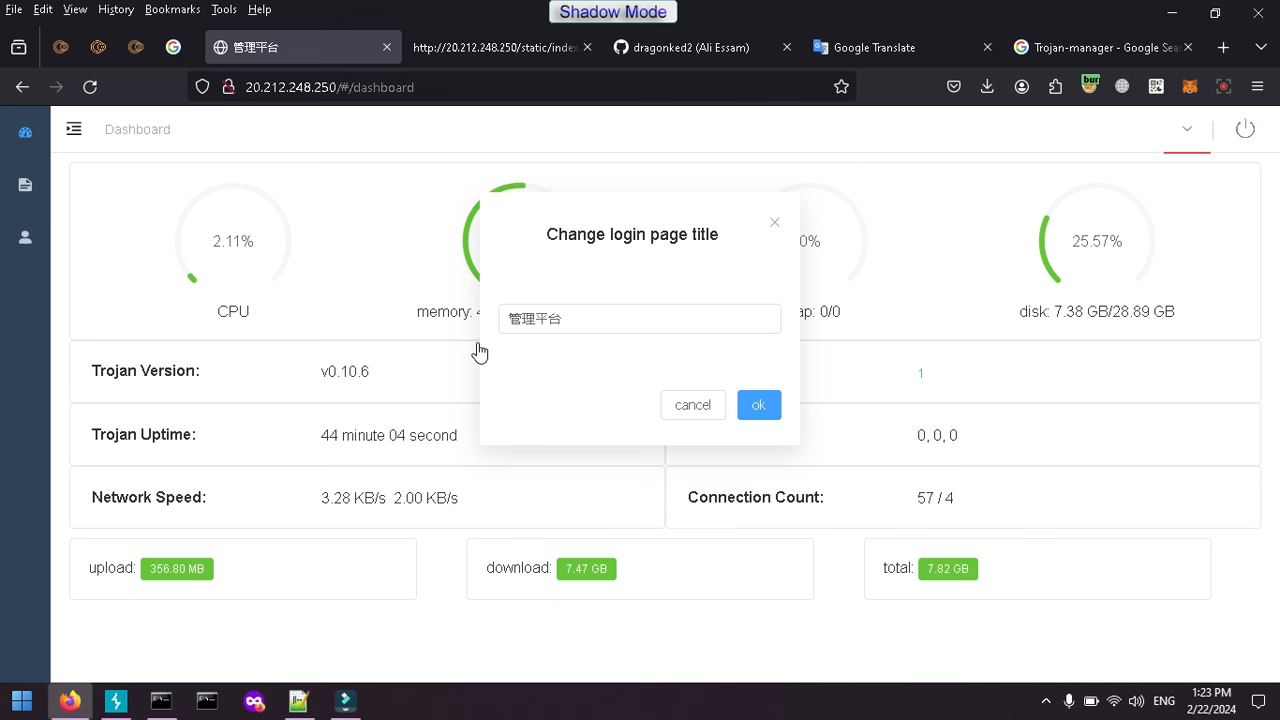 File Edit View History Bookmarks Tools Help
Shadow Mode
管理平台
http://20.212.248.250/static/index
dragonked2 (Ali Essam)
Google Translate
Trojan-manager - Google Sea
20.212.248.250/#/dashboard
bur
Dashboard
2.11%
0%
25.57%
CPU
memory: 4
ap: 0/0
disk: 7.38 GB/28.89 GB
Change login page title
管理平台
cancel
ok
Trojan Version: v0.10.6
1
Trojan Uptime: 44 minute 04 second
0, 0, 0
Network Speed: 3.28 KB/s 2.00 KB/s
Connection Count: 57 / 4
upload: 356.80 MB
download: 7.47 GB
total: 7.82 GB
ENG
1:23 PM
2/22/2024